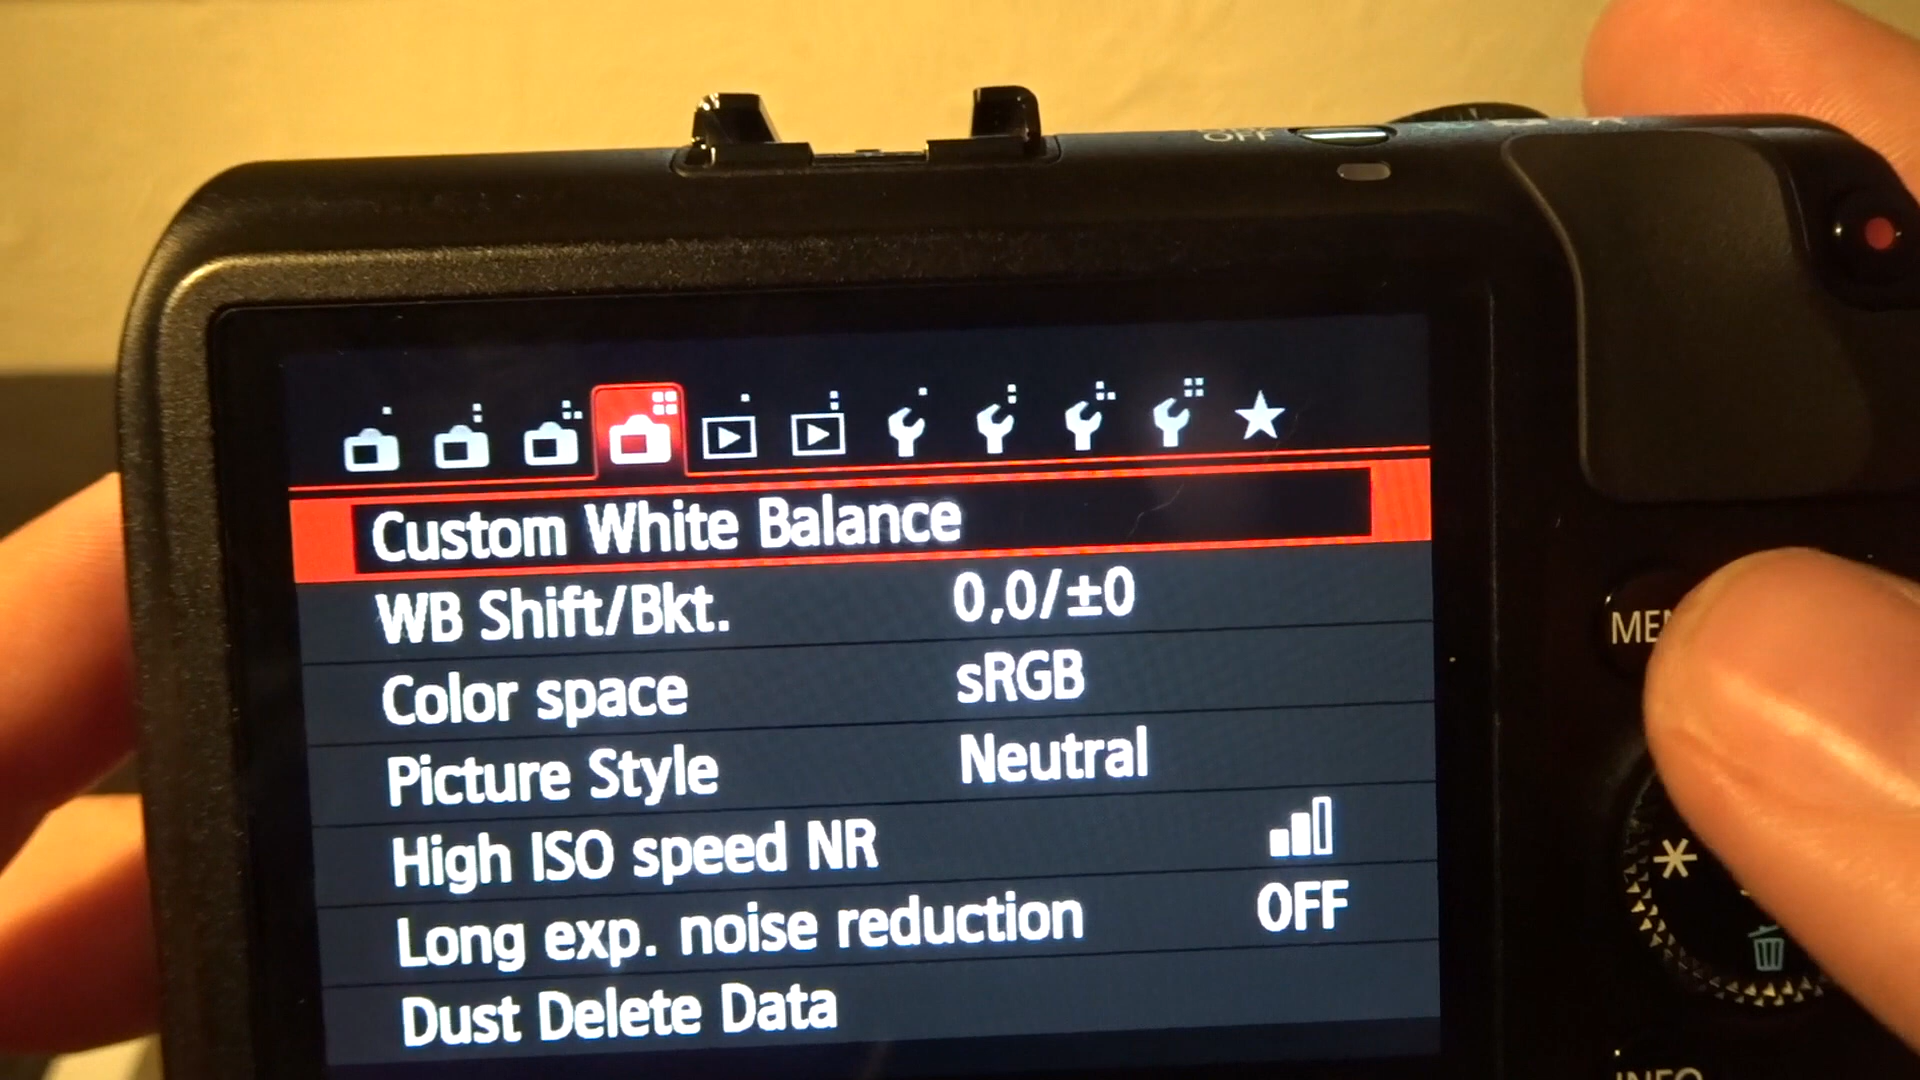 OFF
Custom White Balance
WB Shift/Bkt. 0,0/±0
Color space sRGB
Picture Style Neutral
High ISO speed NR
Long exp. noise reduction OFF
Dust Delete Data